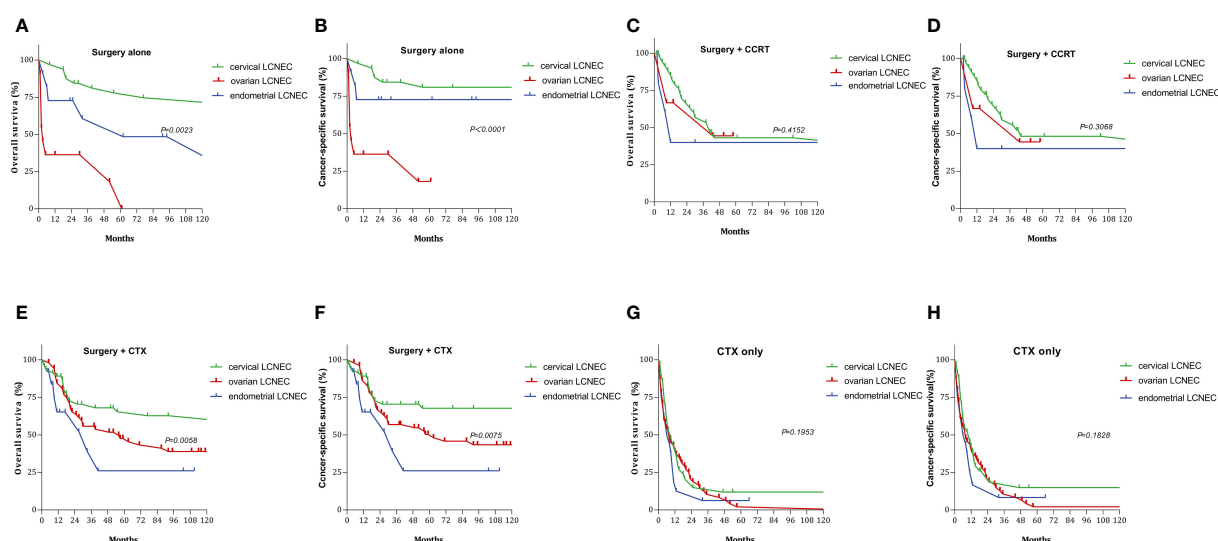 A
Surgery alone
Overall surviva (%)
100
75
50
25
0
0 12 24 36 48 60 72 84 96 108 120
Months
P=0.0023
cervical LCNEC
ovarian LCNEC
endometrial LCNEC
B
Surgery alone
Cancer-specific survival (%)
100
75
50
25
0
0 12 24 36 48 60 72 84 96 108 120
Months
P<0.0001
cervical LCNEC
ovarian LCNEC
endometrial LCNEC
C
Surgery + CCRT
Overall surviva (%)
100
75
50
25
0
0 12 24 36 48 60 72 84 96 108 120
Months
P=0.4152
cervical LCNEC
ovarian LCNEC
endometrial LCNEC
D
Surgery + CCRT
Cancer-specific survival (%)
100
75
50
25
0
0 12 24 36 48 60 72 84 96 108 120
Months
P=0.3068
cervical LCNEC
ovarian LCNEC
endometrial LCNEC
E
Surgery + CTX
Overall surviva (%)
100
75
50
25
0
0 12 24 36 48 60 72 84 96 108 120
Months
P=0.0058
cervical LCNEC
ovarian LCNEC
endometrial LCNEC
F
Surgery + CTX
Ccncer-specific survival (%)
100
75
50
25
0
0 12 24 36 48 60 72 84 96 108 120
Months
P=0.0075
cervical LCNEC
ovarian LCNEC
endometrial LCNEC
G
CTX only
Overall surviva (%)
100
75
50
25
0
0 12 24 36 48 60 72 84 96 108 120
Months
P=0.1953
cervical LCNEC
ovarian LCNEC
endometrial LCNEC
H
CTX only
Cancer-specific survival(%)
100
75
50
25
0
0 12 24 36 48 60 72 84 96 108 120
Months
P=0.1828
cervical LCNEC
ovarian LCNEC
endometrial LCNEC